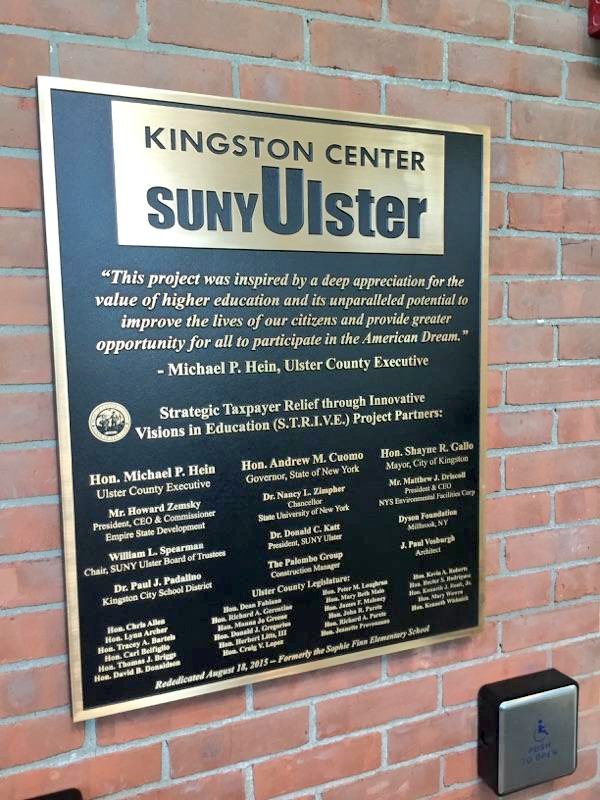 KINGSTON CENTER
SUNY Ulster
“This project was inspired by a deep appreciation for the
value of higher education and its unparalleled potential to
improve the lives of our citizens and provide greater
opportunity for all to participate in the American Dream.”
- Michael P. Hein, Ulster County Executive
Strategic Taxpayer Relief through Innovative
Visions in Education (S.T.R.I.V.E.) Project Partners:
Hon. Michael P. Hein
Ulster County Executive
Mr. Howard Zemsky
President, CEO & Commissioner
Empire State Development
William L. Spearman
Chair, SUNY Ulster Board of Trustees
Dr. Paul J. Padalino
Kingston City School District
Hon. Andrew M. Cuomo
Governor, State of New York
Dr. Nancy L. Zimpher
Chancellor
State University of New York
Dr. Donald C. Katt
President, SUNY Ulster
The Palombo Group
Construction Manager
Hon. Shayne R. Gallo
Mayor, City of Kingston
Mr. Matthew J. Driscoll
President & CEO
NYS Environmental Facilities Corp
Dyson Foundation
Millbrook, NY
J. Paul Vosburgh
Architect
Ulster County Legislature:
Hon. Chris Allen
Hon. Lynn Archer
Hon. Tracey A. Bartels
Hon. Carl Belfiglio
Hon. Thomas J. Briggs
Hon. David B. Donaldson
Hon. Dean Fabiano
Hon. Richard A. Gerentine
Hon. Manna Jo Greene
Hon. Donald J. Gregorius
Hon. Herbert Litts, III
Hon. Craig V. Lopez
Hon. Peter M. Loughran
Hon. Mary Beth Maio
Hon. James F. Maloney
Hon. John R. Parete
Hon. Richard A. Parete
Hon. Jennifer
Hon. Kevin A. Roberts
Hon. Hector S. Rodriguez
Hon. Kenneth J. Jr.
Hon. Mary Wawro
Hon. Kenneth Wishnick
Rededicated August 18, 2015 – Formerly the Sophie Finn Elementary School
PUSH
TO OPEN